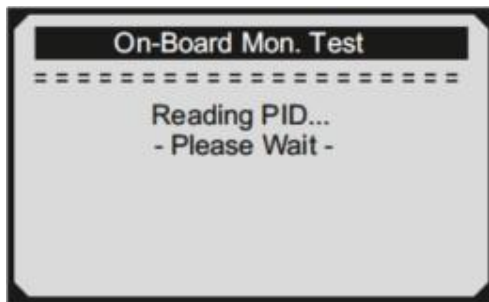 On-Board Mon. Test
= = = = = = = = = = = = = = = = = = = =
Reading PID...
- Please Wait -